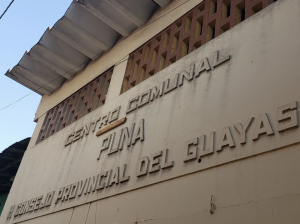 CENTRO COMUNAL
PUNA
H CONSEJO PROVINCIAL DEL GUAYAS